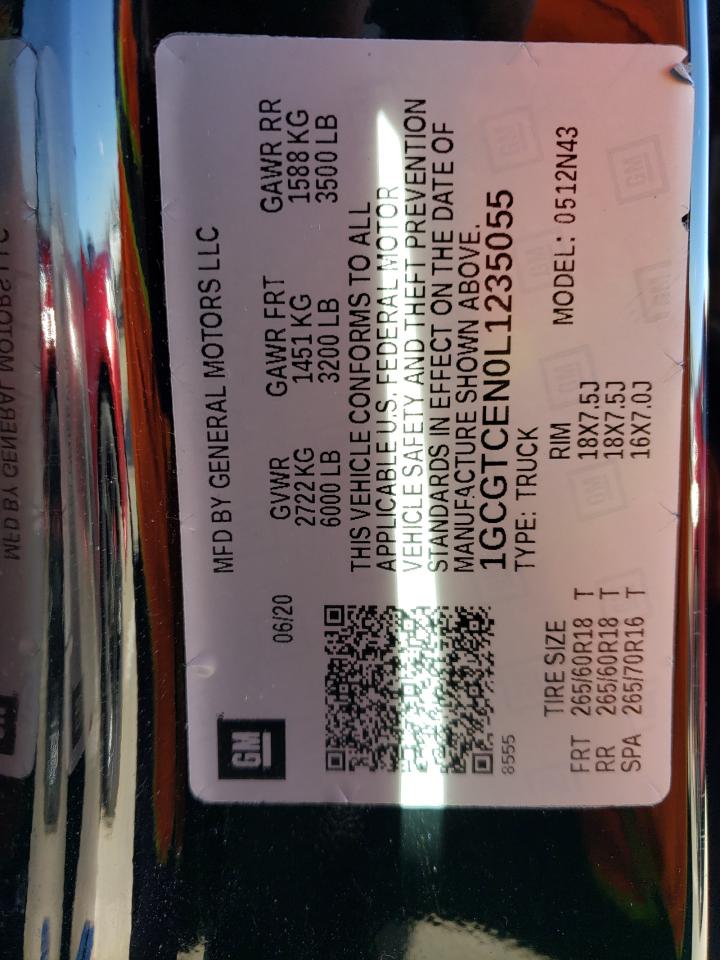 MFD BY GENERAL MOTORS LLC
GM
06/20
GVWR GAWR FRT GAWR RR
2722 KG 1451 KG 1588 KG
6000 LB 3200 LB 3500 LB
THIS VEHICLE CONFORMS TO ALL
APPLICABLE U.S. FEDERAL MOTOR
VEHICLE SAFETY AND THEFT PREVENTION
STANDARDS IN EFFECT ON THE DATE OF
MANUFACTURE SHOWN ABOVE.
1GCGTCEN0L1235055
8555
TYPE: TRUCK
TIRE SIZE RIM MODEL: 0512N43
FRT 265/60R18 T 18X7.5J
RR 265/60R18 T 18X7.5J
SPA 265/70R16 T 16X7.0J